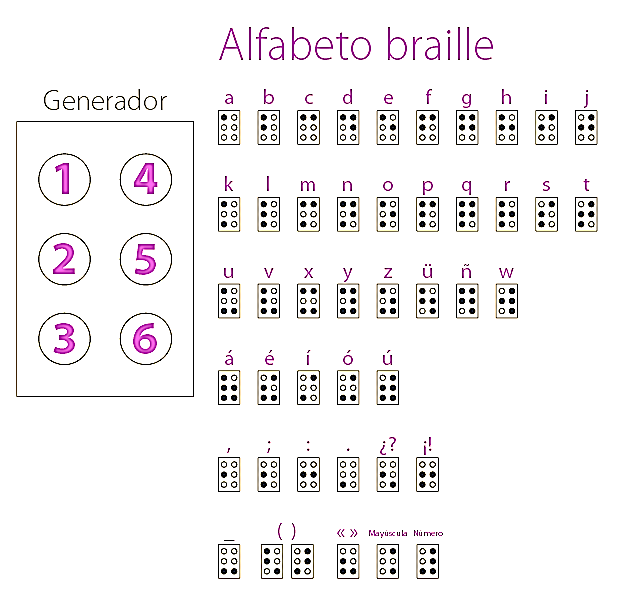 Alfabeto braille
Generador
1 4
2 5
3 6
a b c d e f g h i j
k l m n o p q r s t
u v x y z ü ñ w
á é í ó ú
, ; : . ¿? ¡!
_ ( ) « » Mayúscula Número